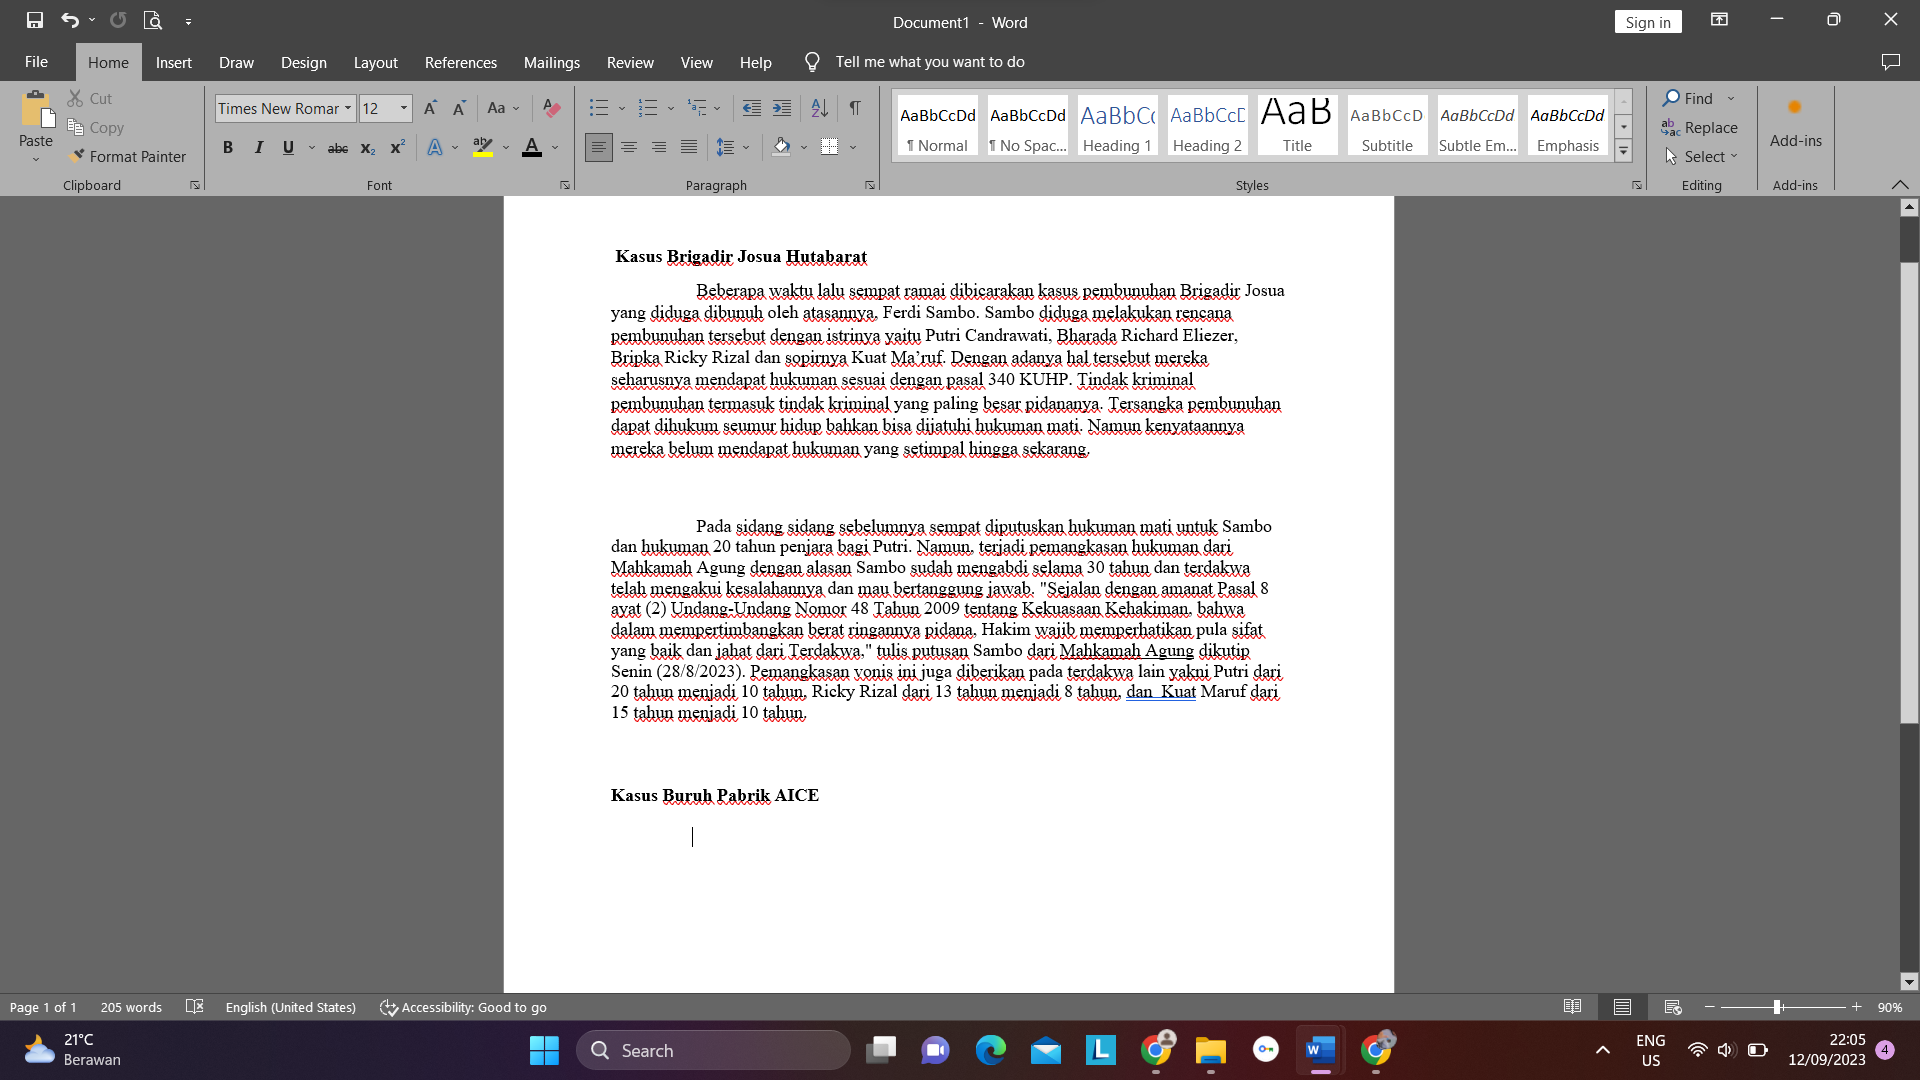 Document1 - Word
Sign in
File Home Insert Draw Design Layout References Mailings Review View Help Tell me what you want to do
Paste
Cut
Copy
Format Painter
Clipboard
Times New Romar 12
Aa
B I U abc x₂ x² A ab A
Font
Paragraph
AaBbCcDd AaBbCcDd AaBbCc AaBbCcE AaB AaBbCcD AaBbCcDd AaBbCcDd
¶ Normal ¶ No Spac... Heading 1 Heading 2 Title Subtitle Subtle Em... Emphasis
Styles
Find
Replace
Select
Editing
Add-ins
Add-ins
Kasus Brigadir Josua Hutabarat
Beberapa waktu lalu sempat ramai dibicarakan kasus pembunuhan Brigadir Josua
yang diduga dibunuh oleh atasannya, Ferdi Sambo. Sambo diduga melakukan rencana
pembunuhan tersebut dengan istrinya yaitu Putri Candrawati, Bharada Richard Eliezer,
Bripka Ricky Rizal dan sopirnya Kuat Ma’ruf. Dengan adanya hal tersebut mereka
seharusnya mendapat hukuman sesuai dengan pasal 340 KUHP. Tindak kriminal
pembunuhan termasuk tindak kriminal yang paling besar pidananya. Tersangka pembunuhan
dapat dihukum seumur hidup bahkan bisa dijatuhi hukuman mati. Namun kenyataannya
mereka belum mendapat hukuman yang setimpal hingga sekarang.
Pada sidang sidang sebelumnya sempat diputuskan hukuman mati untuk Sambo
dan hukuman 20 tahun penjara bagi Putri. Namun, terjadi pemangkasan hukuman dari
Mahkamah Agung dengan alasan Sambo sudah mengabdi selama 30 tahun dan terdakwa
telah mengakui kesalahannya dan mau bertanggung jawab. "Sejalan dengan amanat Pasal 8
ayat (2) Undang-Undang Nomor 48 Tahun 2009 tentang Kekuasaan Kehakiman, bahwa
dalam mempertimbangkan berat ringannya pidana, Hakim wajib memperhatikan pula sifat
yang baik dan jahat dari Terdakwa," tulis putusan Sambo dari Mahkamah Agung dikutip
Senin (28/8/2023). Pemangkasan vonis ini juga diberikan pada terdakwa lain yakni Putri dari
20 tahun menjadi 10 tahun, Ricky Rizal dari 13 tahun menjadi 8 tahun, dan Kuat Maruf dari
15 tahun menjadi 10 tahun.
Kasus Buruh Pabrik AICE
Page 1 of 1 205 words English (United States) Accessibility: Good to go 90%
21°C
Berawan
Search
ENG
US
22:05
12/09/2023
4